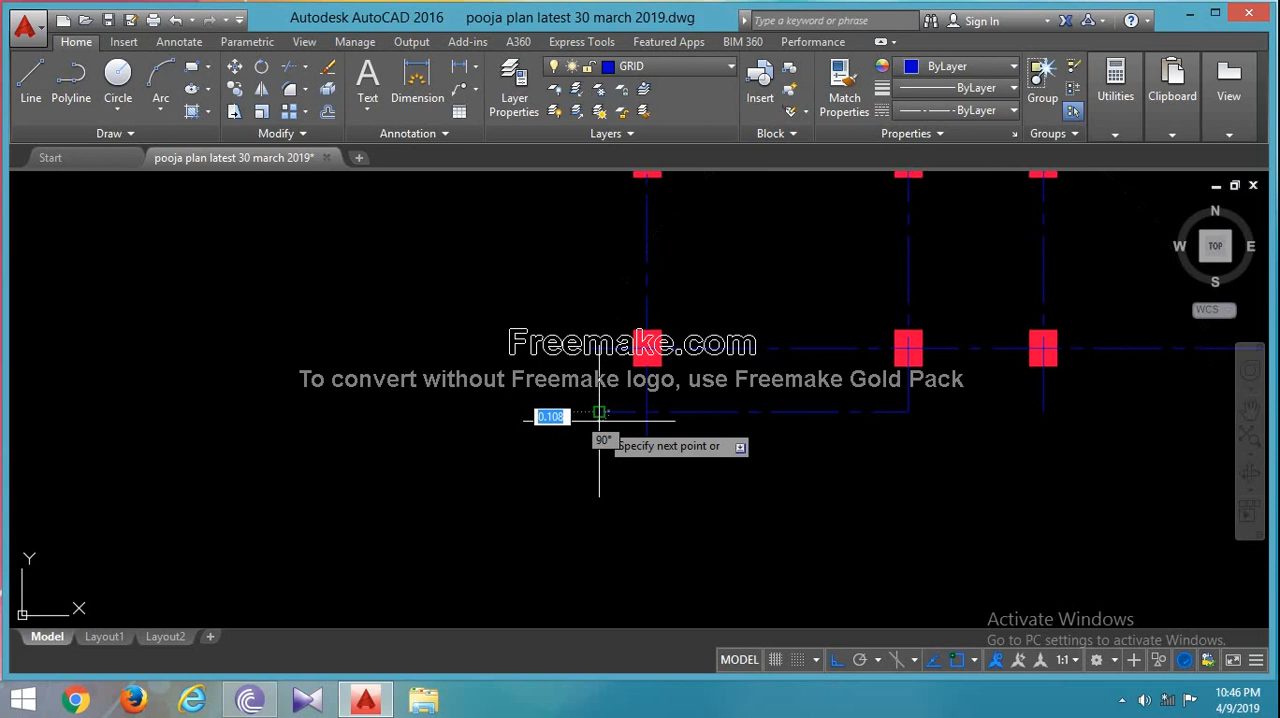 Autodesk AutoCAD 2016 pooja plan latest 30 march 2019.dwg
Type a keyword or phrase
Sign In
Home Insert Annotate Parametric View Manage Output Add-ins A360 Express Tools Featured Apps BIM 360 Performance
Line Polyline Circle Arc
Text Dimension
Layer Properties
GRID
Insert
Match Properties
ByLayer
ByLayer
ByLayer
Group
Utilities
Clipboard
View
Draw Modify Annotation Layers Block Properties Groups
Start pooja plan latest 30 march 2019*
N
W TOP E
S
WCS
Freemake.com
To convert without Freemake logo, use Freemake Gold Pack
0.108
90°
Specify next point or
Y
X
Activate Windows
Go to PC settings to activate Windows.
Model Layout1 Layout2
MODEL 1:1
10:46 PM
4/9/2019